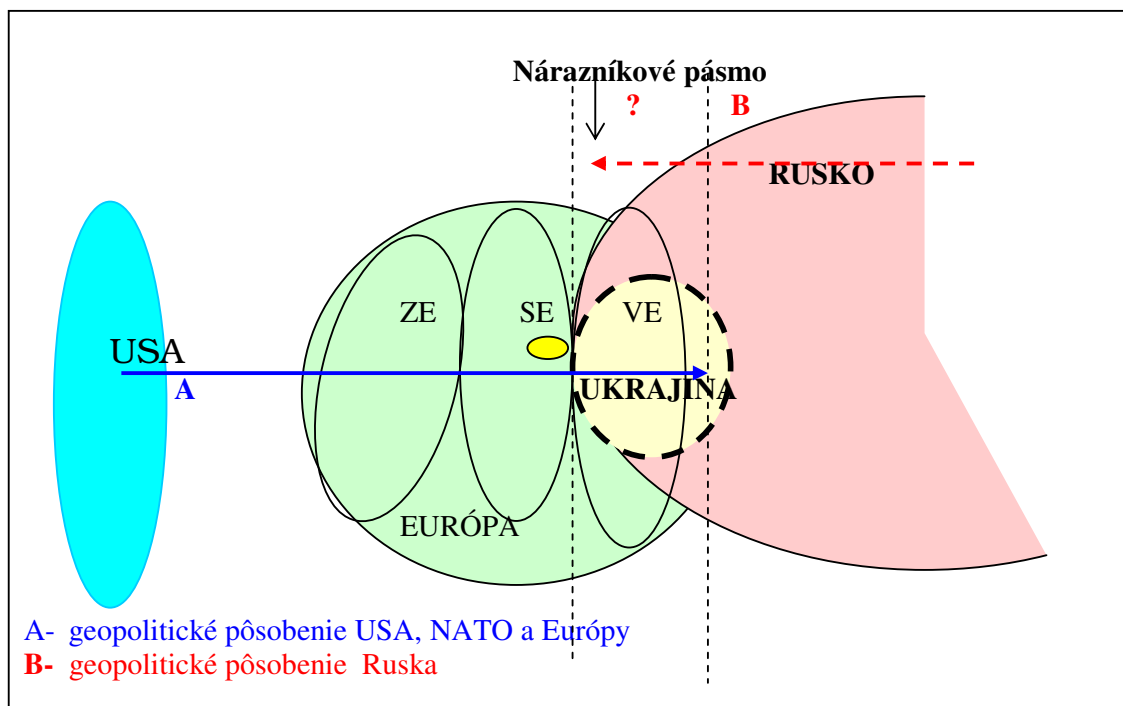 Nárazníkové pásmo
? B
RUSKO
ZE SE VE
USA
A UKRAJINA
EURÓPA
A- geopolitické pôsobenie USA, NATO a Európy
B- geopolitické pôsobenie Ruska